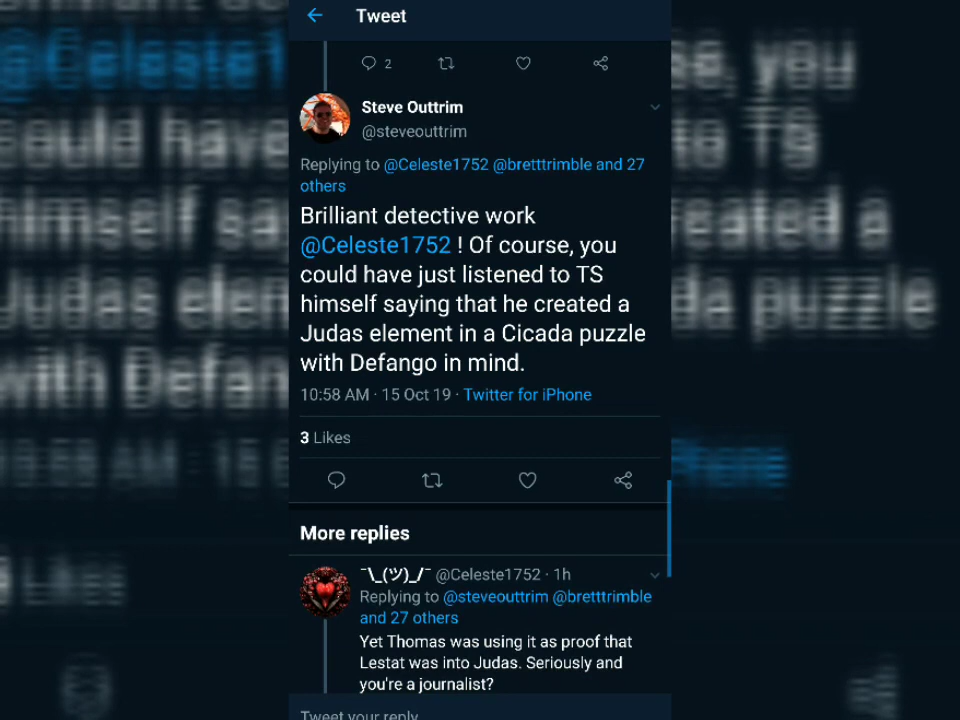 Tweet
2
Steve Outtrim
@steveouttrim
Replying to @Celeste1752 @bretttrimble and 27
others
Brilliant detective work
@Celeste1752 ! Of course, you
could have just listened to TS
himself saying that he created a
Judas element in a Cicada puzzle
with Defango in mind.
10:58 AM · 15 Oct 19 · Twitter for iPhone
3 Likes
More replies
¯\_(ツ)_/¯ @Celeste1752 · 1h
Replying to @steveouttrim @bretttrimble
and 27 others
Yet Thomas was using it as proof that
Lestat was into Judas. Seriously and
you're a journalist?
Tweet your reply